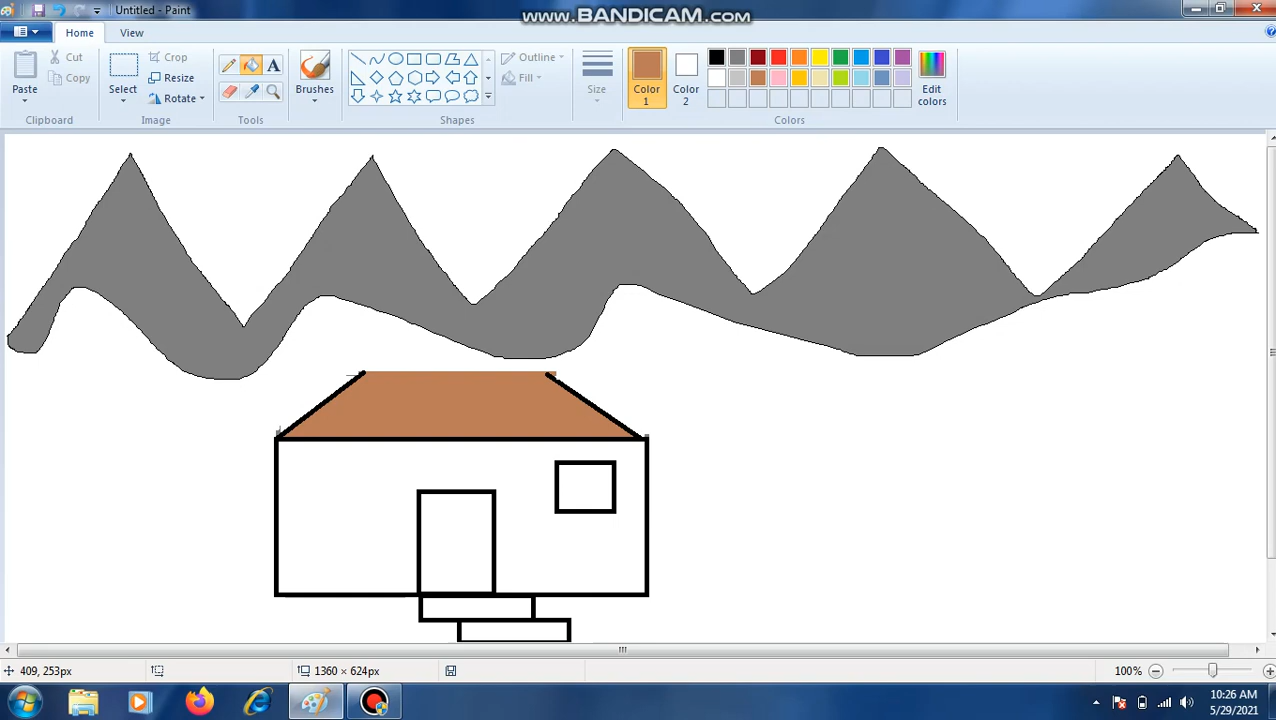 www.BANDICAM.com
Untitled - Paint
Home
View
Paste
Cut
Copy
Clipboard
Select
Crop
Resize
Rotate
Image
A
Tools
Brushes
Outline
Fill
Shapes
Size
Color
1
Color
2
Edit
colors
Colors
409, 253px
1360 × 624px
100%
10:26 AM
5/29/2021